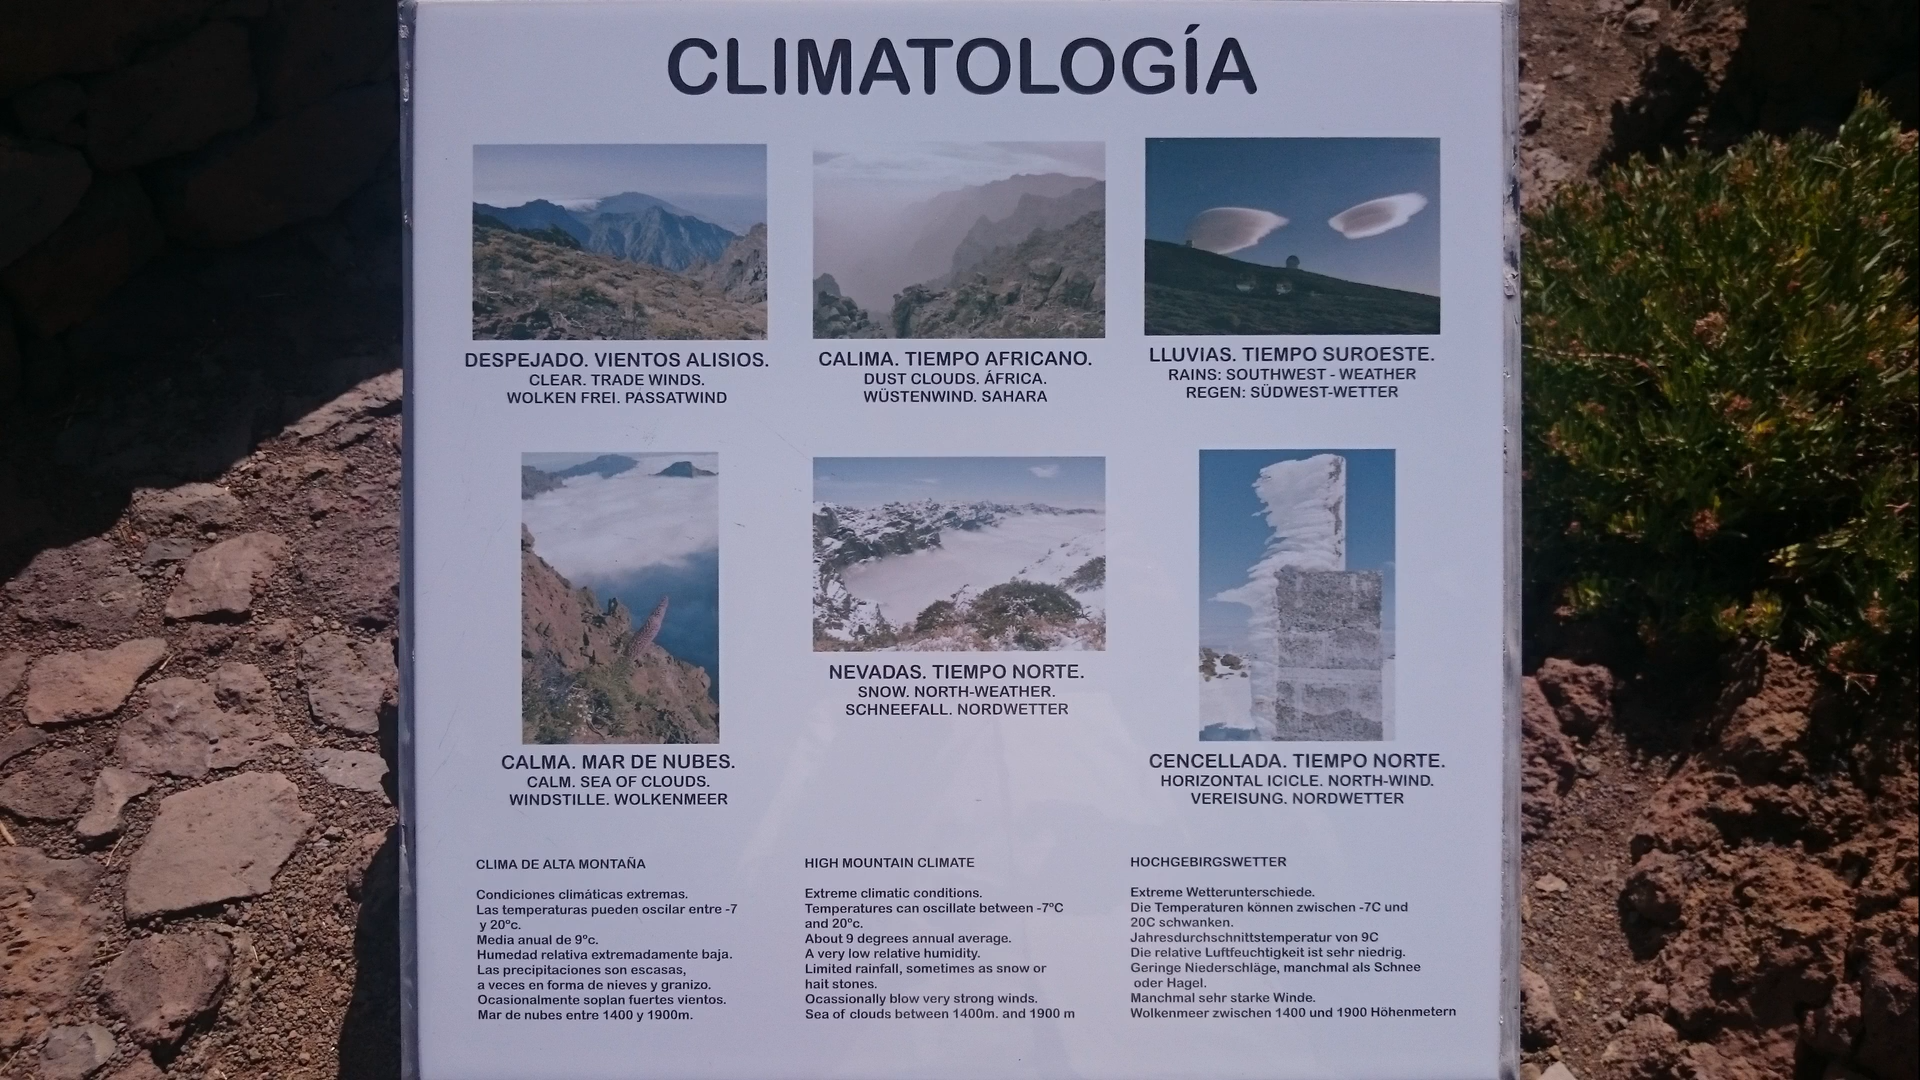 CLIMATOLOGÍA
DESPEJADO. VIENTOS ALISIOS.
CLEAR. TRADE WINDS.
WOLKEN FREI. PASSATWIND
CALIMA. TIEMPO AFRICANO.
DUST CLOUDS. ÁFRICA.
WÜSTENWIND. SAHARA
LLUVIAS. TIEMPO SUROESTE.
RAINS: SOUTHWEST - WEATHER
REGEN: SÜDWEST-WETTER
CALMA. MAR DE NUBES.
CALM. SEA OF CLOUDS.
WINDSTILLE. WOLKENMEER
NEVADAS. TIEMPO NORTE.
SNOW. NORTH-WEATHER.
SCHNEEFALL. NORDWETTER
CENCELLADA. TIEMPO NORTE.
HORIZONTAL ICICLE. NORTH-WIND.
VEREISUNG. NORDWETTER
CLIMA DE ALTA MONTAÑA
Condiciones climáticas extremas.
Las temperaturas pueden oscilar entre -7
y 20ºc.
Media anual de 9ºc.
Humedad relativa extremadamente baja.
Las precipitaciones son escasas,
a veces en forma de nieves y granizo.
Ocasionalmente soplan fuertes vientos.
Mar de nubes entre 1400 y 1900m.
HIGH MOUNTAIN CLIMATE
Extreme climatic conditions.
Temperatures can oscillate between -7ºC
and 20ºc.
About 9 degrees annual average.
A very low relative humidity.
Limited rainfall, sometimes as snow or
hait stones.
Ocassionally blow very strong winds.
Sea of clouds between 1400m. and 1900 m
HOCHGEBIRGSWETTER
Extreme Wetterunterschiede.
Die Temperaturen können zwischen -7C und
20C schwanken.
Jahresdurchschnittstemperatur von 9C
Die relative Luftfeuchtigkeit ist sehr niedrig.
Geringe Niederschläge, manchmal als Schnee
oder Hagel.
Manchmal sehr starke Winde.
Wolkenmeer zwischen 1400 und 1900 Höhenmetern